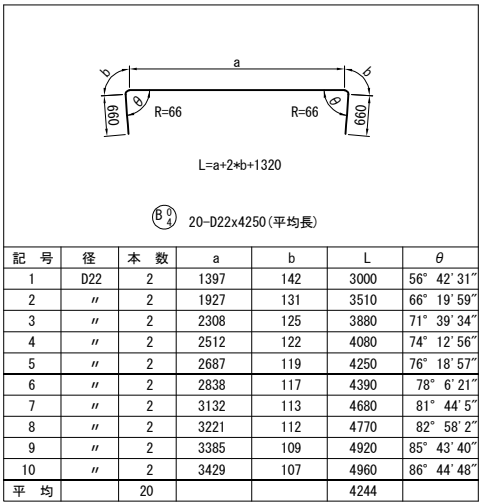 a
b
b
θ
θ
660
R=66
R=66
660
L=a+2*b+1320
B 0 4 20-D22x4250(平均長)
記 号 径 本 数 a b L θ
1 D22 2 1397 142 3000 56° 42′31″
2 〃 2 1927 131 3510 66° 19′59″
3 〃 2 2308 125 3880 71° 39′34″
4 〃 2 2512 122 4080 74° 12′56″
5 〃 2 2687 119 4250 76° 18′57″
6 〃 2 2838 117 4390 78° 6′21″
7 〃 2 3132 113 4680 81° 44′5″
8 〃 2 3221 112 4770 82° 58′2″
9 〃 2 3385 109 4920 85° 43′40″
10 〃 2 3429 107 4960 86° 44′48″
平 均 20 4244